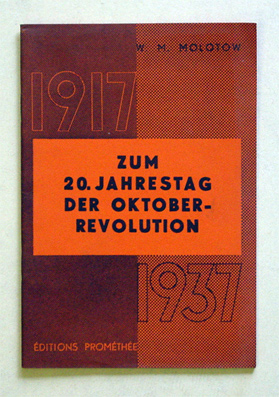 W. M. MOLOTOW
1917
ZUM
20. JAHRESTAG
DER OKTOBER-
REVOLUTION
1937
ÉDITIONS PROMÉTHÉE